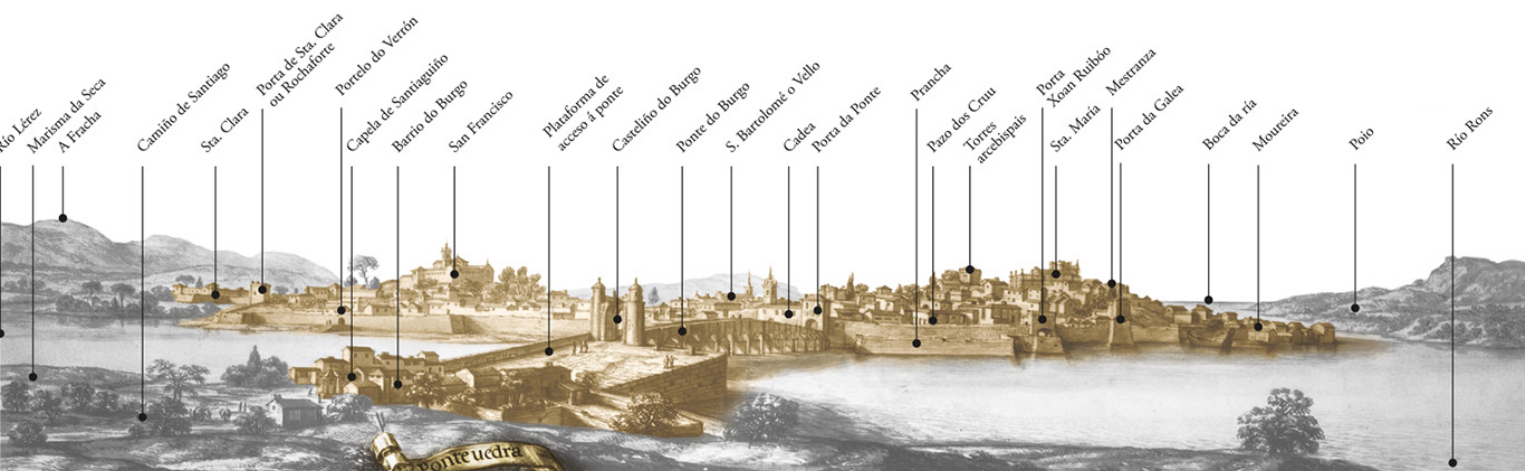 Río Lérez
Marisma da Seca
A Fracha
Camiño de Santiago
Sta. Clara
Porta de Sta. Clara
ou Rochaforte
Portelo do Verrón
Capela de Santiaguiño
Barrio do Burgo
San Francisco
Plataforma de
acceso á ponte
Casteliño do Burgo
Ponte do Burgo
S. Bartolomé o Vello
Cadea
Porta da Ponte
Prancha
Pazo dos Cruu
Torres
arcebispais
Porta
Xoan Ruibóo
Sta. María
Mestranza
Porta da Galea
Boca da ría
Moureira
Poio
Río Rons
Ponteuedra